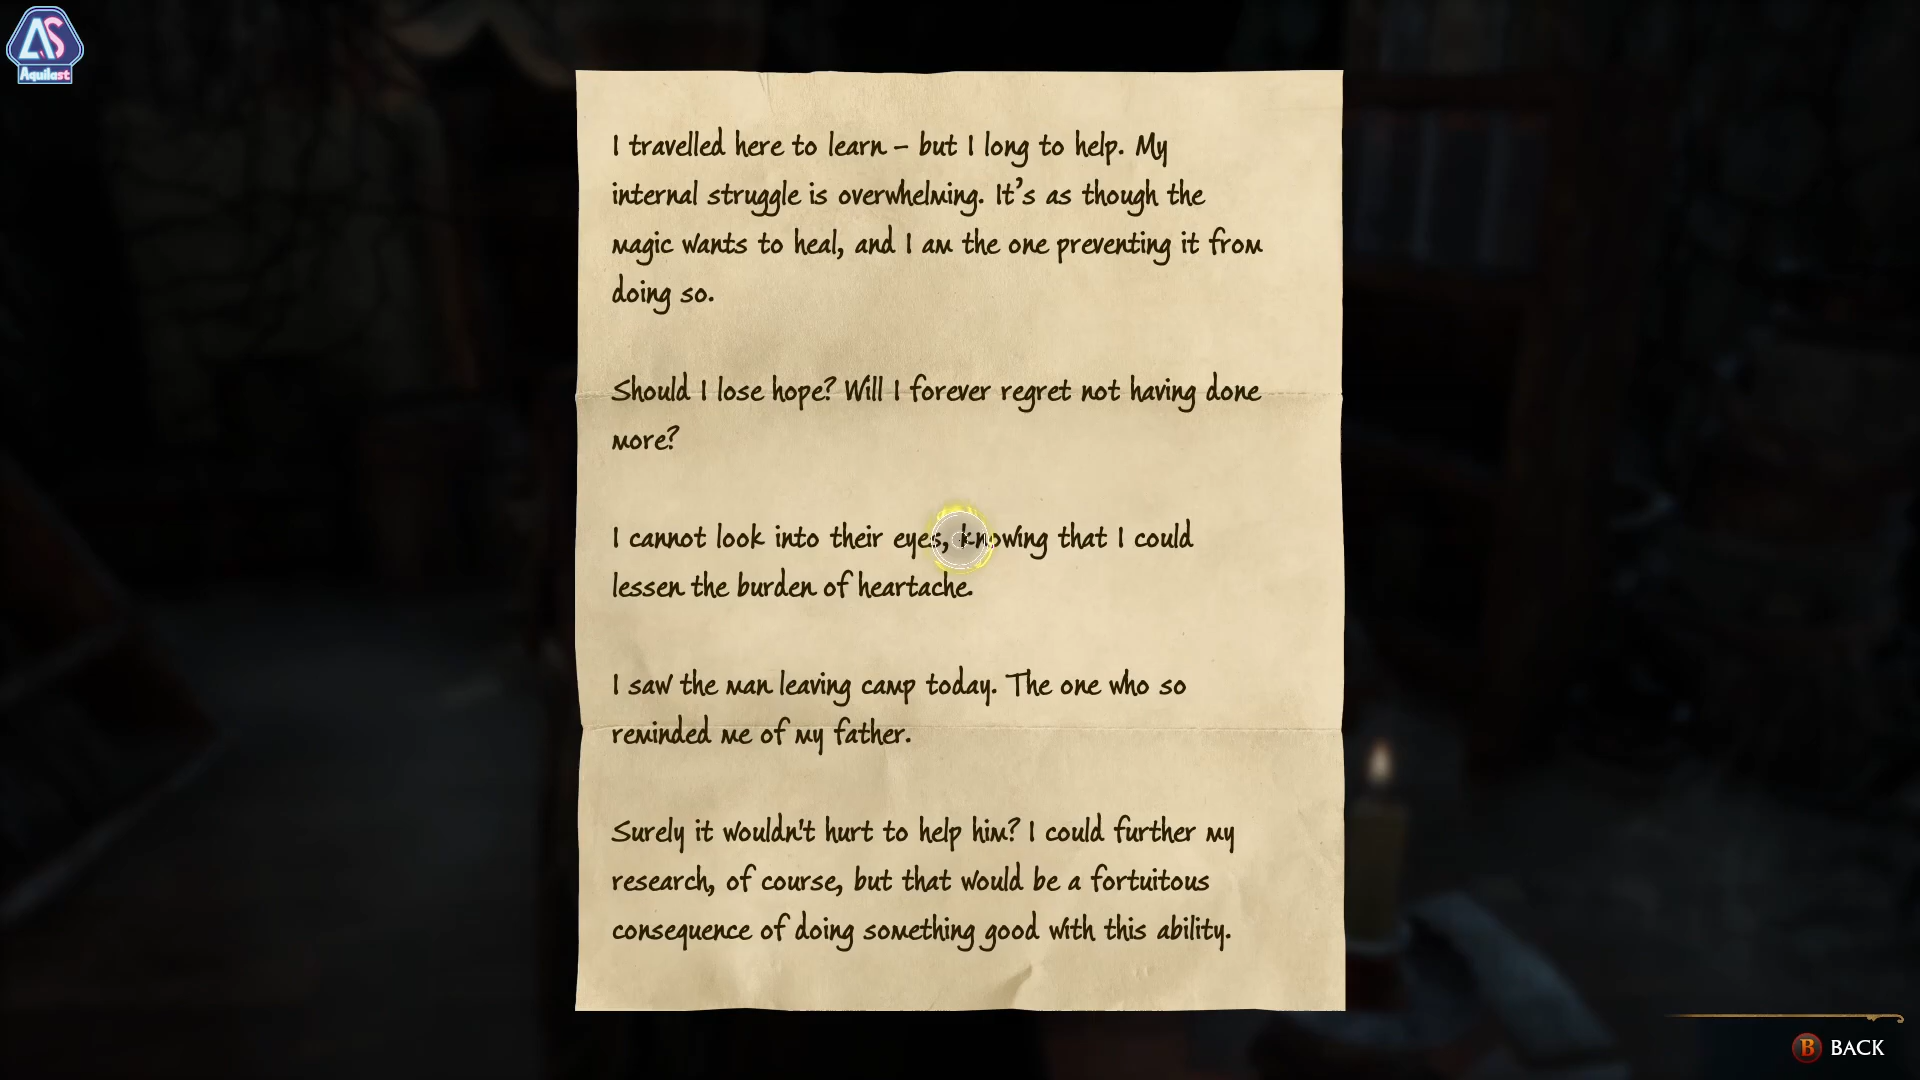 AS
Aquilast
I travelled here to learn – but I long to help. My
internal struggle is overwhelming. It's as though the
magic wants to heal, and I am the one preventing it from
doing so.
Should I lose hope? Will I forever regret not having done
more?
I cannot look into their eyes, knowing that I could
lessen the burden of heartache.
I saw the man leaving camp today. The one who so
reminded me of my father.
Surely it wouldn't hurt to help him? I could further my
research, of course, but that would be a fortuitous
consequence of doing something good with this ability.
B BACK